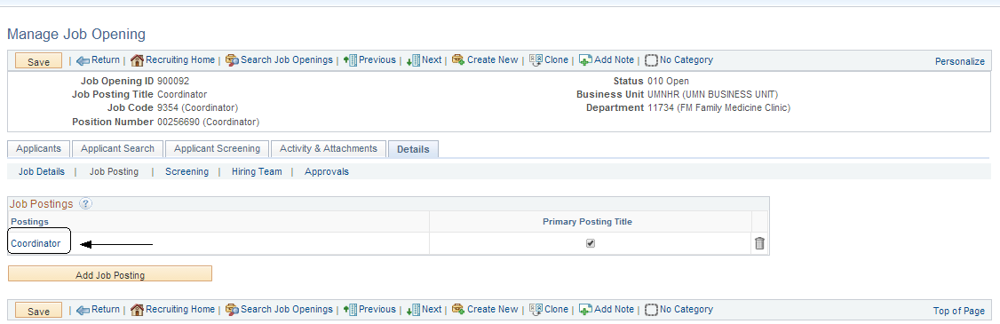 Manage Job Opening
Save | Return | Recruiting Home | Search Job Openings | Previous | Next | Create New | Clone | Add Note | No Category Personalize
Job Opening ID 900092 Status 010 Open
Job Posting Title Coordinator Business Unit UMNHR (UMN BUSINESS UNIT)
Job Code 9354 (Coordinator) Department 11734 (FM Family Medicine Clinic)
Position Number 00256690 (Coordinator)
Applicants Applicant Search Applicant Screening Activity & Attachments Details
Job Details | Job Posting | Screening | Hiring Team | Approvals
Job Postings ?
Postings Primary Posting Title
Coordinator
Add Job Posting
Save | Return | Recruiting Home | Search Job Openings | Previous | Next | Create New | Clone | Add Note | No Category Top of Page